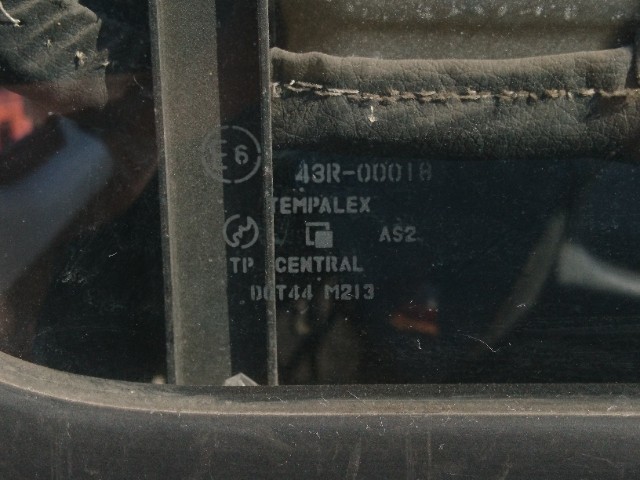 E6
43R-00018
TEMPALEX
AS2
TP CENTRAL
DOT44 M213